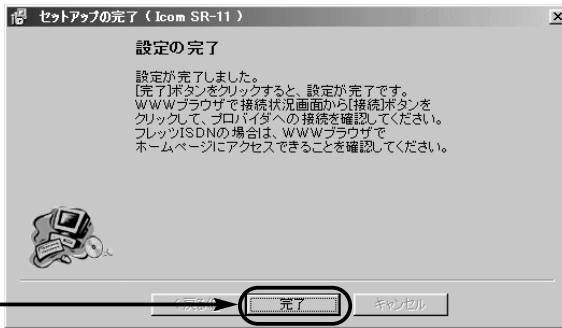 セットアップの完了 ( Icom SR-11 )
設定の完了
設定が完了しました。
[完了]ボタンをクリックすると、設定が完了です。
WWWブラウザで接続状況画面から[接続]ボタンを
クリックして、プロバイダへの接続を確認してください。
フレッツISDNの場合は、WWWブラウザで
ホームページにアクセスできることを確認してください。
完了
キャンセル